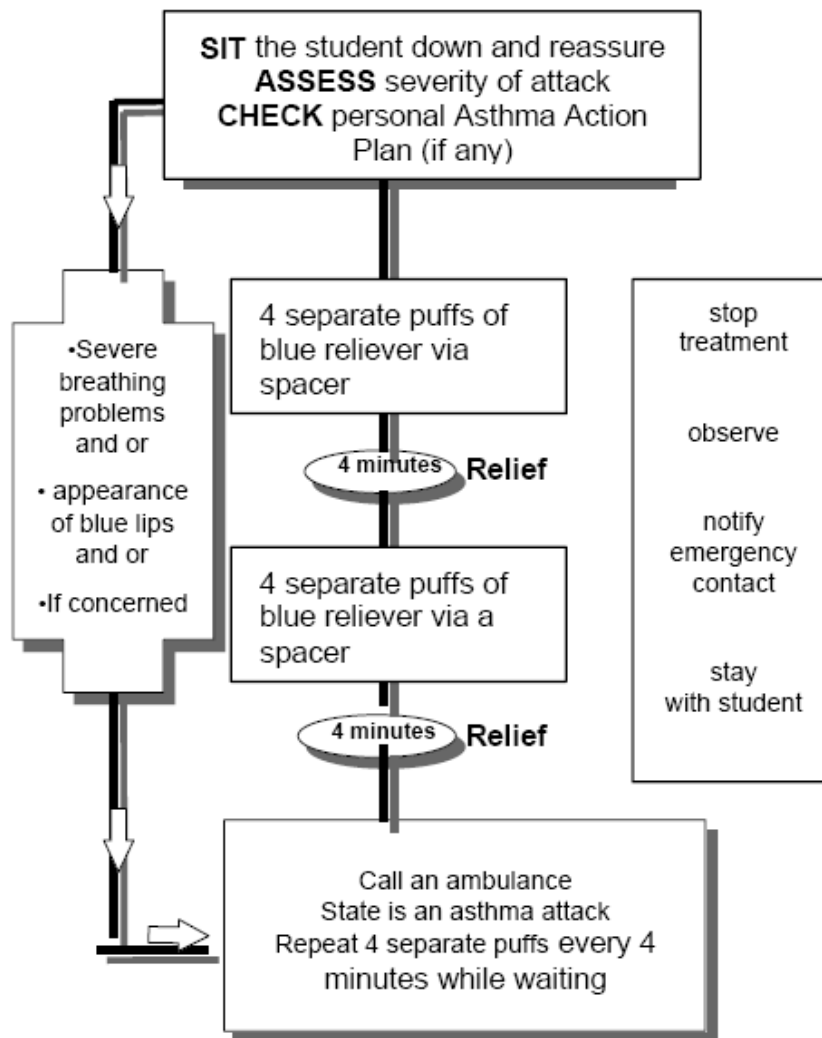 SIT the student down and reassure
ASSESS severity of attack
CHECK personal Asthma Action
Plan (if any)
•Severe
breathing
problems
and or
• appearance
of blue lips
and or
•If concerned
4 separate puffs of
blue reliever via
spacer
4 minutes Relief
4 separate puffs of
blue reliever via a
spacer
4 minutes Relief
stop
treatment
observe
notify
emergency
contact
stay
with student
Call an ambulance
State is an asthma attack
Repeat 4 separate puffs every 4
minutes while waiting